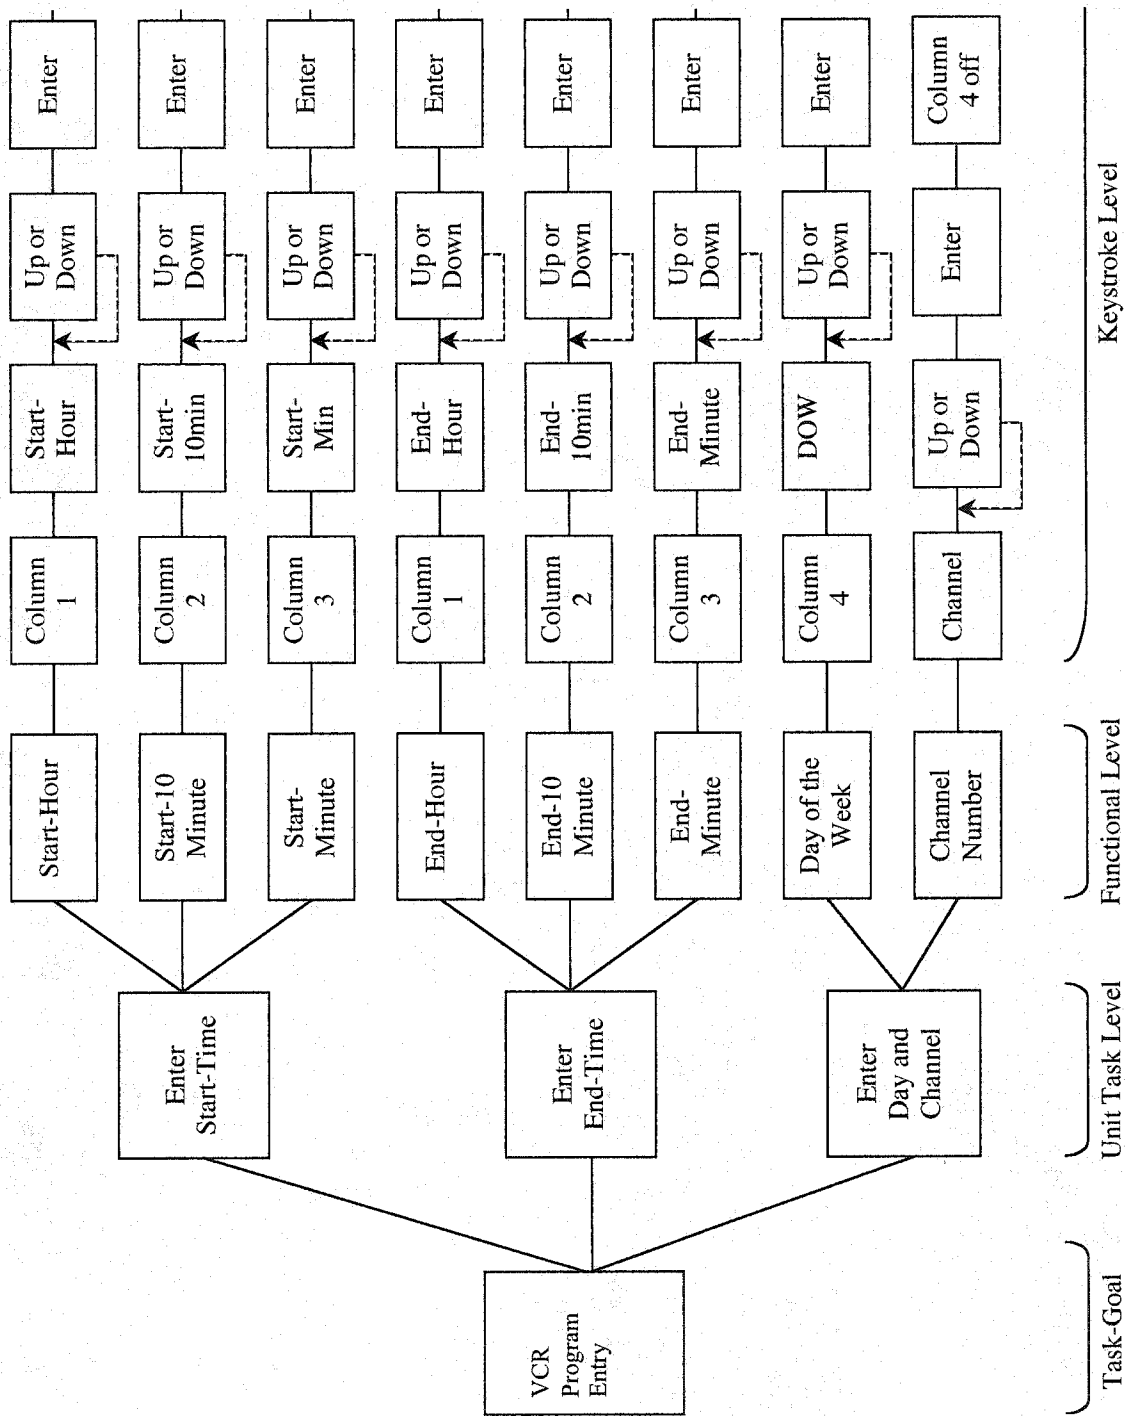 VCR
Program
Entry
Enter
Start-Time
Enter
End-Time
Enter
Day and
Channel
Start-Hour
Column
1
Start-
Hour
Up or
Down
Enter
Start-10
Minute
Column
2
Start-
10min
Up or
Down
Enter
Start-
Minute
Column
3
Start-
Min
Up or
Down
Enter
End-Hour
Column
1
End-
Hour
Up or
Down
Enter
End-10
Minute
Column
2
End-
10min
Up or
Down
Enter
End-
Minute
Column
3
End-
Minute
Up or
Down
Enter
Day of the
Week
Column
4
DOW
Up or
Down
Enter
Channel
Number
Channel
Up or
Down
Enter
Column
4 off
Task-Goal
Unit Task Level
Functional Level
Keystroke Level